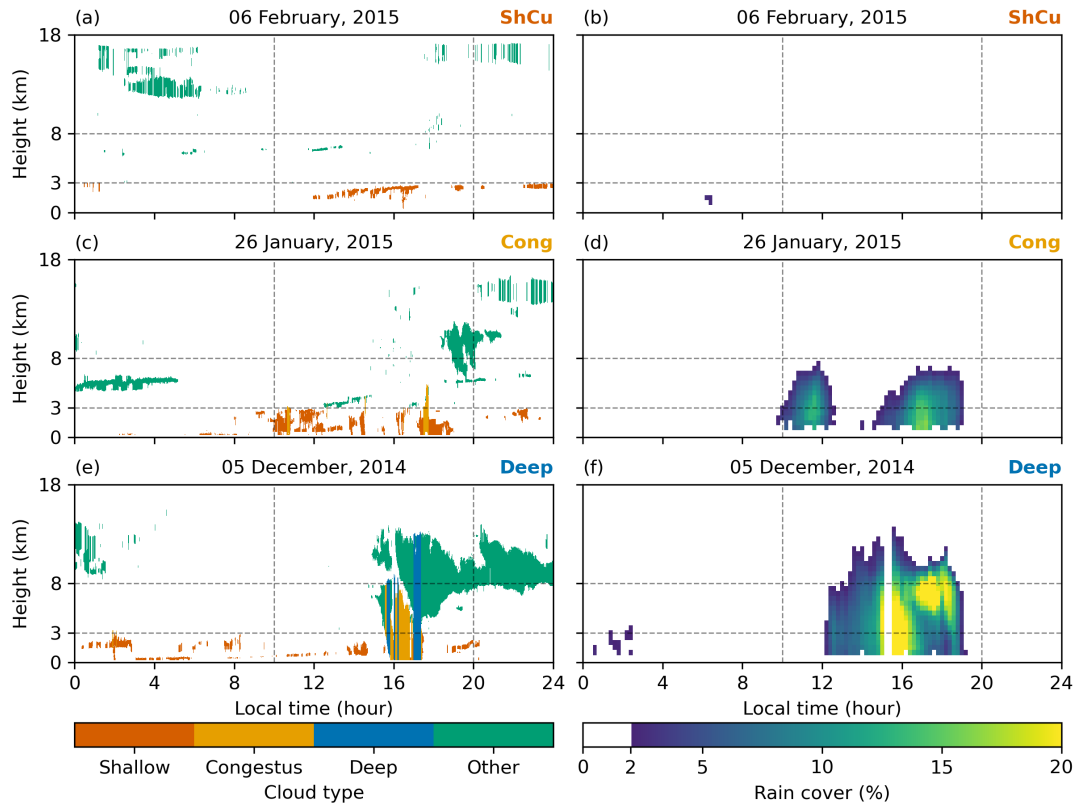 (a) 06 February, 2015 ShCu
(b) 06 February, 2015 ShCu
18
8
3
0
Height (km)
(c) 26 January, 2015 Cong
(d) 26 January, 2015 Cong
18
8
3
0
Height (km)
(e) 05 December, 2014 Deep
(f) 05 December, 2014 Deep
18
8
3
0
Height (km)
0 4 8 12 16 20 24
Local time (hour)
0 4 8 12 16 20 24
Local time (hour)
Shallow Congestus Deep Other
Cloud type
0 2 5 10 15 20
Rain cover (%)